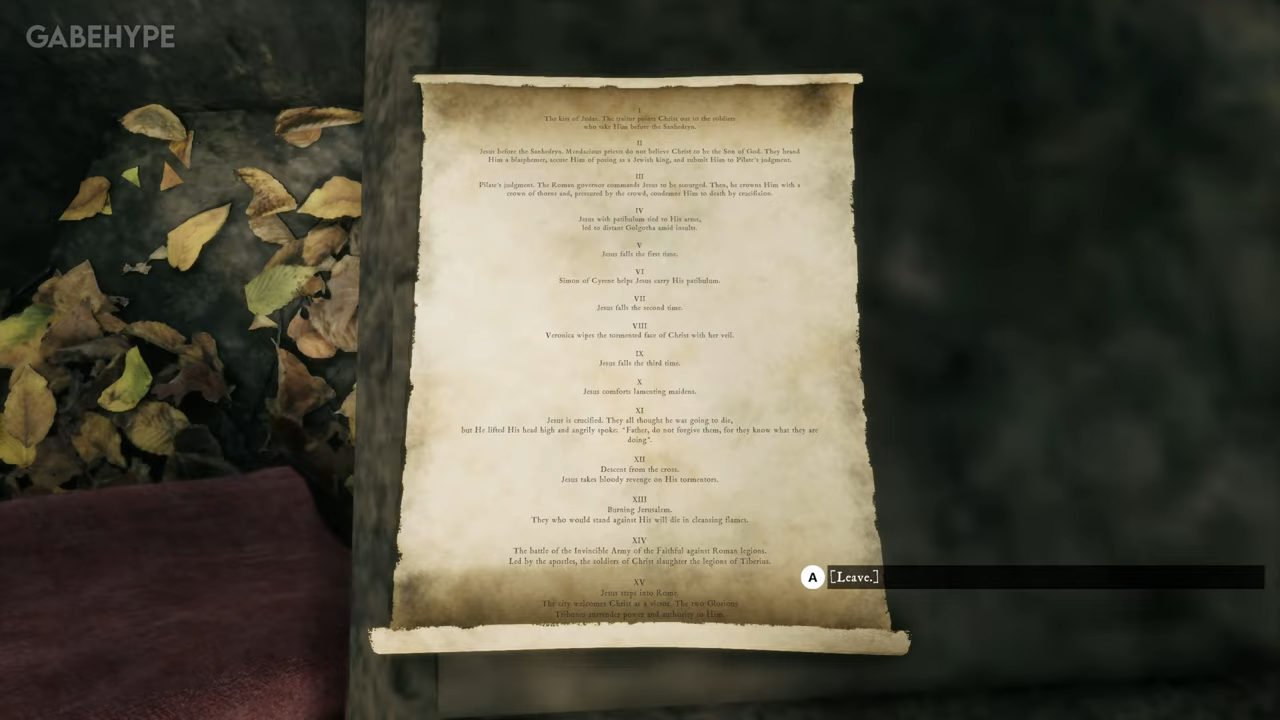 GABEHYPE
I
The kiss of Judas. The traitor points Christ out to the soldiers
who take Him before the Sanhedryn.
II
Jesus before the Sanhedryn. Mendacious priests do not believe Christ to be the Son of God. They brand
Him a blasphemer, accuse Him of posing as a Jewish king, and submit Him to Pilate's judgment.
III
Pilate's judgment. The Roman governor commands Jesus to be scourged. Then, he crowns Him with a
crown of thorns and, pressured by the crowd, condemns Him to death by crucifixion.
IV
Jesus with patibulum tied to His arms,
led to distant Golgotha amid insults.
V
Jesus falls the first time.
VI
Simon of Cyrene helps Jesus carry His patibulum.
VII
Jesus falls the second time.
VIII
Veronica wipes the tormented face of Christ with her veil.
IX
Jesus falls the third time.
X
Jesus comforts lamenting maidens.
XI
Jesus is crucified. They all thought he was going to die,
but He lifted His head high and angrily spoke: "Father, do not forgive them, for they know what they are
doing".
XII
Descent from the cross.
Jesus takes bloody revenge on His tormentors.
XIII
Burning Jerusalem.
They who would stand against His will die in cleansing flames.
XIV
The battle of the Invincible Army of the Faithful against Roman legions.
Led by the apostles, the soldiers of Christ slaughter the legions of Tiberius.
A [Leave.]
XV
Jesus steps into Rome.
The city welcomes Christ as a victor. The two Glorious
Tribunes surrender power and authority to Him.